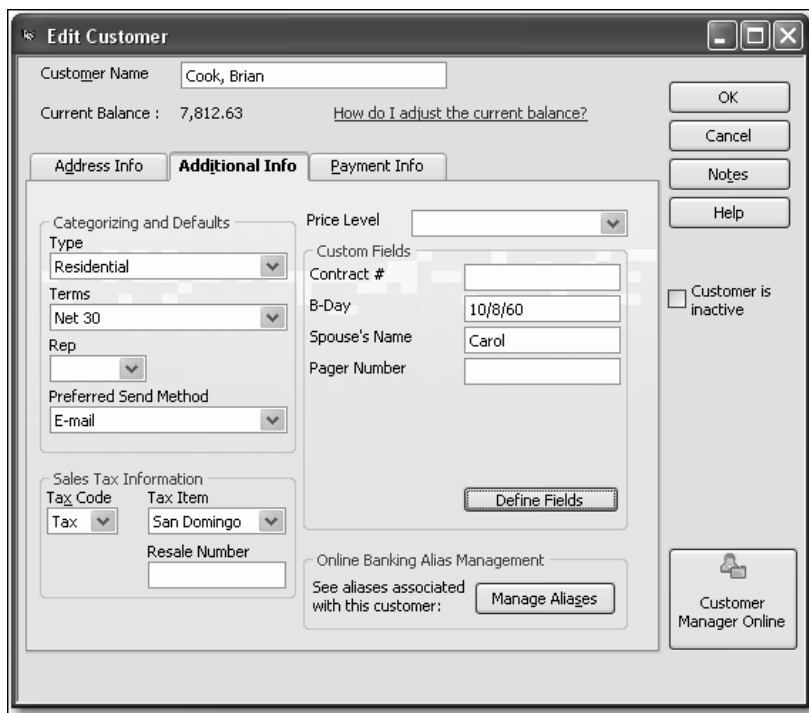 Edit Customer
Customer Name
Cook, Brian
Current Balance :
7,812.63
How do I adjust the current balance?
Address Info
Additional Info
Payment Info
Categorizing and Defaults
Type
Residential
Terms
Net 30
Rep
Preferred Send Method
E-mail
Sales Tax Information
Tax Code
Tax Item
Tax
San Domingo
Resale Number
Price Level
Custom Fields
Contract #
B-Day
10/8/60
Spouse's Name
Carol
Pager Number
Define Fields
Online Banking Alias Management
See aliases associated
with this customer:
Manage Aliases
OK
Cancel
Notes
Help
Customer is
inactive
Customer
Manager Online